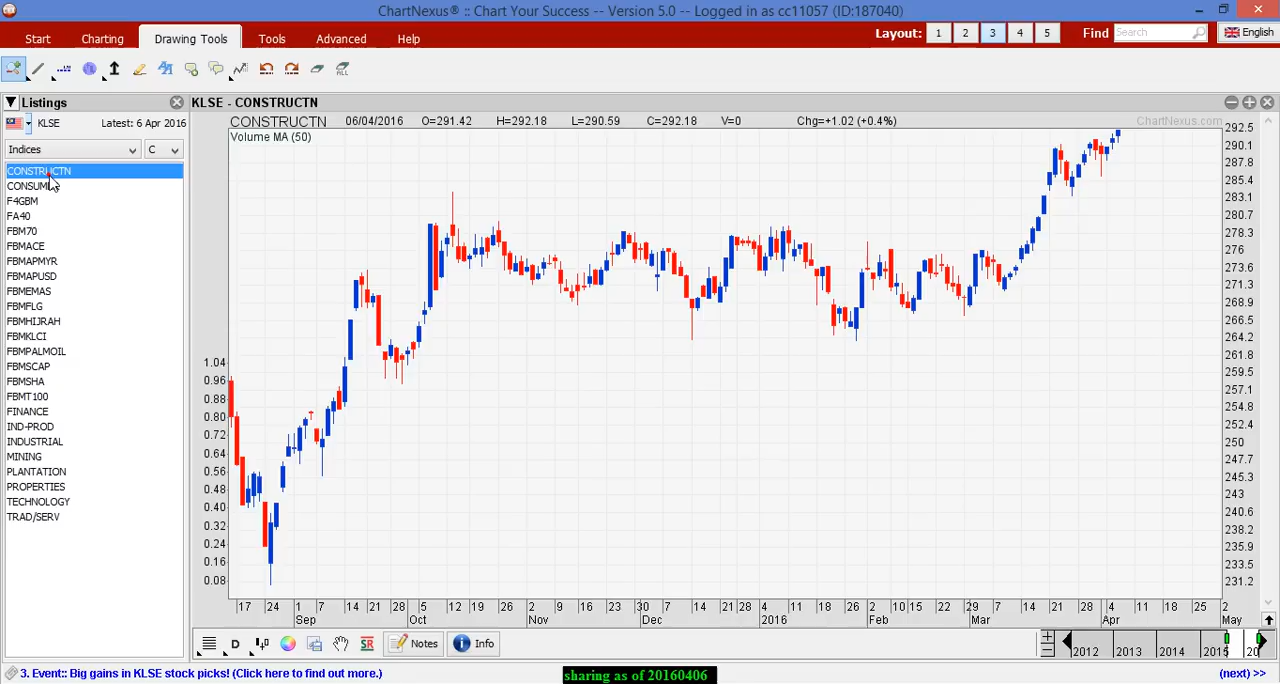 ChartNexus® :: Chart Your Success -- Version 5.0 -- Logged in as cc11057 (ID:187040)
Start Charting Drawing Tools Tools Advanced Help Layout: 1 2 3 4 5 Find Search English
ALL
Listings
KLSE Latest: 6 Apr 2016
Indices C
CONSTRUCTN
CONSUM
F4GBM
FA40
FBM70
FBMACE
FBMAPMYR
FBMAPUSD
FBMEMAS
FBMFLG
FBMHIJRAH
FBMKLCI
FBMPALMOIL
FBMSCAP
FBMSHA
FBMT100
FINANCE
IND-PROD
INDUSTRIAL
MINING
PLANTATION
PROPERTIES
TECHNOLOGY
TRAD/SERV
KLSE - CONSTRUCTN
CONSTRUCTN 06/04/2016 O=291.42 H=292.18 L=290.59 C=292.18 V=0 Chg=+1.02 (+0.4%) ChartNexus.com
Volume MA (50)
1.04
0.96
0.88
0.80
0.72
0.64
0.56
0.48
0.40
0.32
0.24
0.16
0.08
292.5
290.1
287.8
285.4
283.1
280.7
278.3
276
273.6
271.3
268.9
266.5
264.2
261.8
259.5
257.1
254.8
252.4
250
247.7
245.3
243
240.6
238.2
235.9
233.5
231.2
17 24 1 7 14 21 28 5 12 19 26 2 9 16 23 30 7 14 21 28 4 11 18 26 2 10 15 22 29 7 14 21 28 4 11 18 25 2
Sep Oct Nov Dec 2016 Feb Mar Apr May
D SR Notes Info 2012 2013 2014 2015 20
3. Event:: Big gains in KLSE stock picks! (Click here to find out more.) (next) >>
sharing as of 20160406